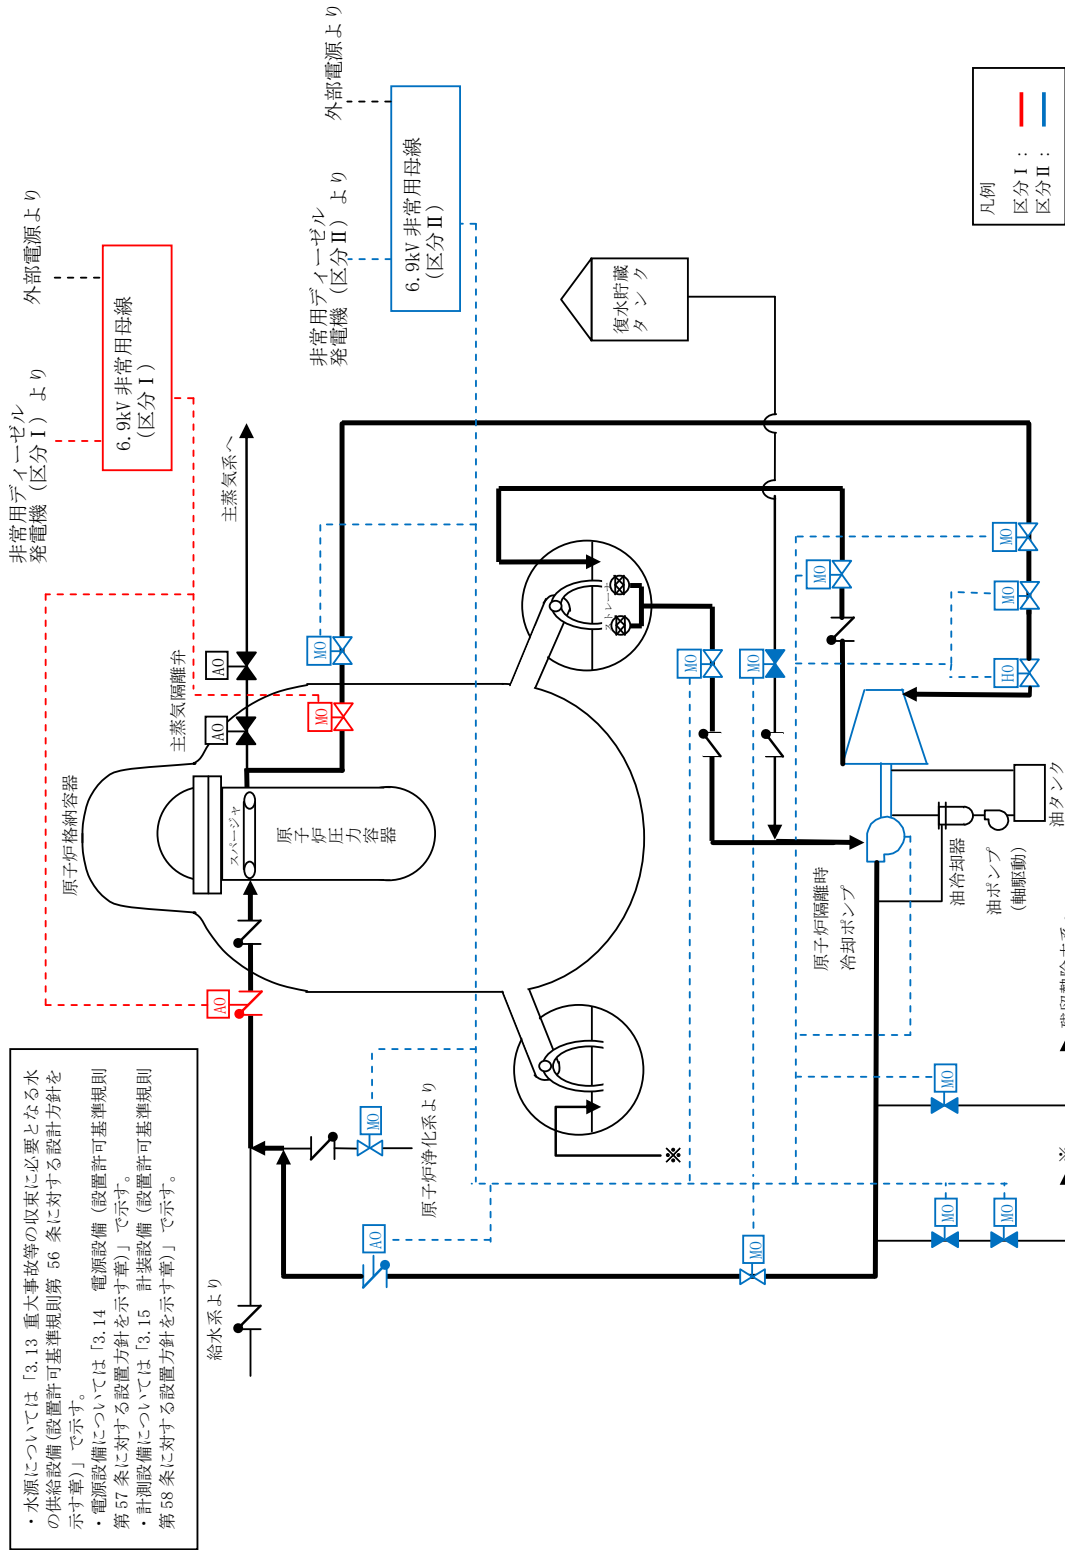 ・水源については「3.13 重大事故等の収束に必要となる水
の供給設備(設置許可基準規則第 56 条に対する設計方針を
示す章)」で示す。
・電源設備については「3.14 電源設備(設置許可基準規則
第57条に対する設置方針を示す章)」で示す。
・計測設備については「3.15 計装設備(設置許可基準規則
第58条に対する設置方針を示す章)」で示す。
非常用ディーゼル
発電機(区分Ⅰ)より
外部電源より
6.9kV 非常用母線
(区分Ⅰ)
非常用ディーゼル
発電機(区分Ⅱ)より
外部電源より
6.9kV 非常用母線
(区分Ⅱ)
主蒸気系へ
主蒸気隔離弁
AO
AO
MO
MO
原子炉格納容器
スパージャ
原子炉
圧力容器
AO
給水系より
原子炉浄化系より
MO
AO
※
ストレーナ
復水貯蔵
タンク
MO
MO
MO
MO
MO
HO
MO
原子炉隔離時
冷却ポンプ
油冷却器
油ポンプ
(軸駆動)
油タンク
MO
MO
MO
※
凡例
区分Ⅰ:
区分Ⅱ: